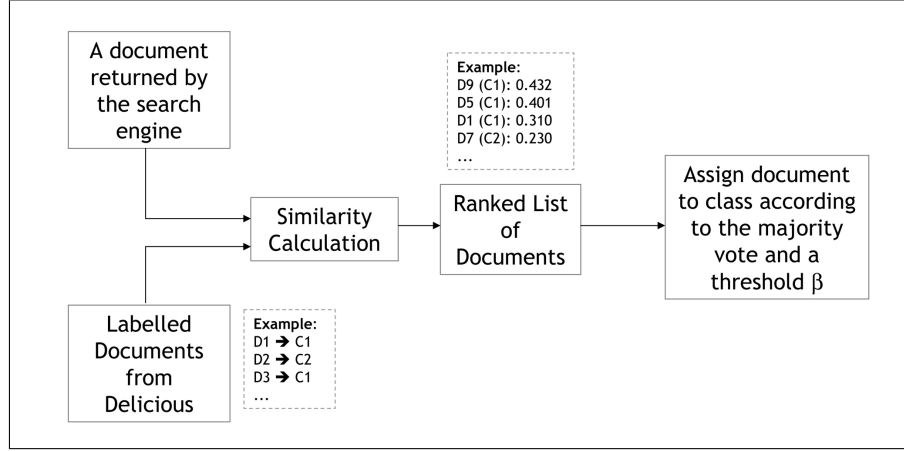 A document
returned by
the search
engine
Example:
D9 (C1): 0.432
D5 (C1): 0.401
D1 (C1): 0.310
D7 (C2): 0.230
...
Similarity
Calculation
Ranked List
of
Documents
Assign document
to class according
to the majority
vote and a
threshold β
Labelled
Documents
from
Delicious
Example:
D1 ➔ C1
D2 ➔ C2
D3 ➔ C1
...